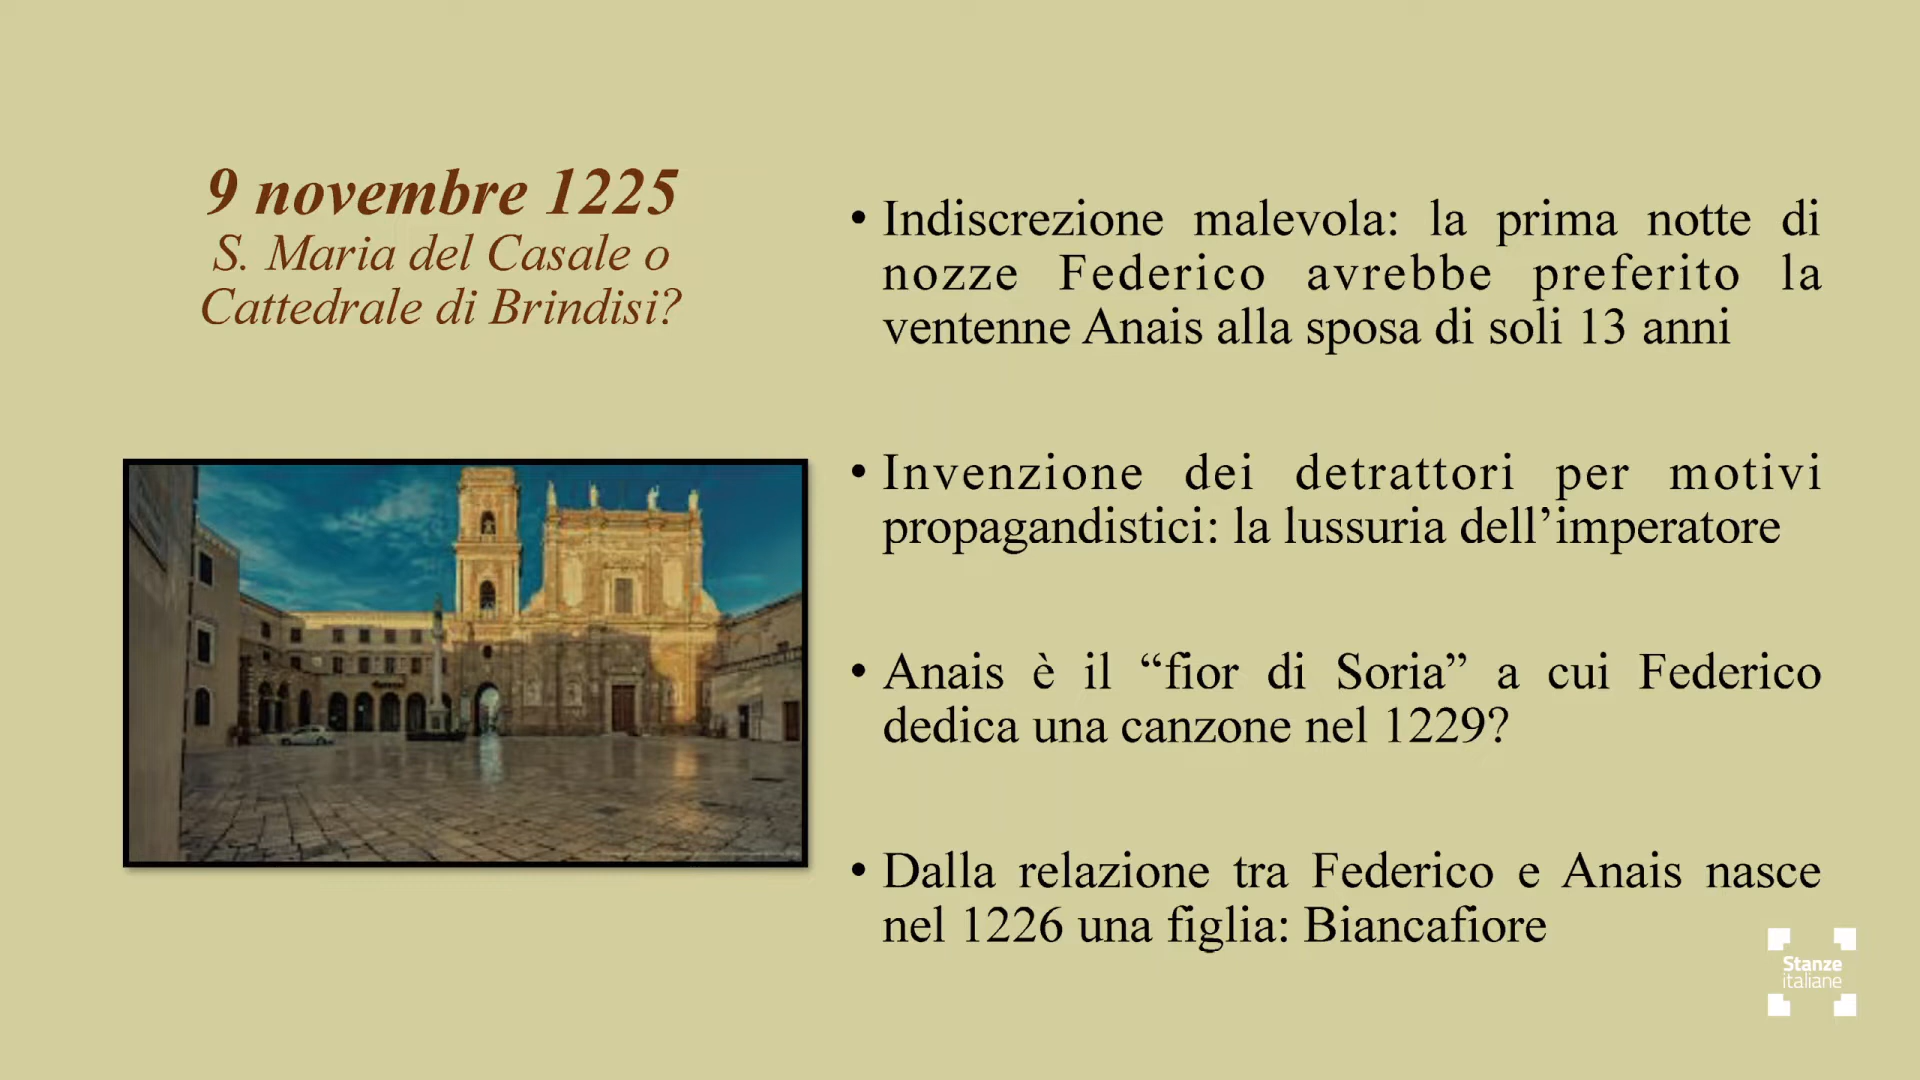 9 novembre 1225
S. Maria del Casale o
Cattedrale di Brindisi?
• Indiscrezione malevola: la prima notte di
nozze Federico avrebbe preferito la
ventenne Anais alla sposa di soli 13 anni
• Invenzione dei detrattori per motivi
propagandistici: la lussuria dell’imperatore
• Anais è il “fior di Soria” a cui Federico
dedica una canzone nel 1229?
• Dalla relazione tra Federico e Anais nasce
nel 1226 una figlia: Biancafiore
Stanze
italiane